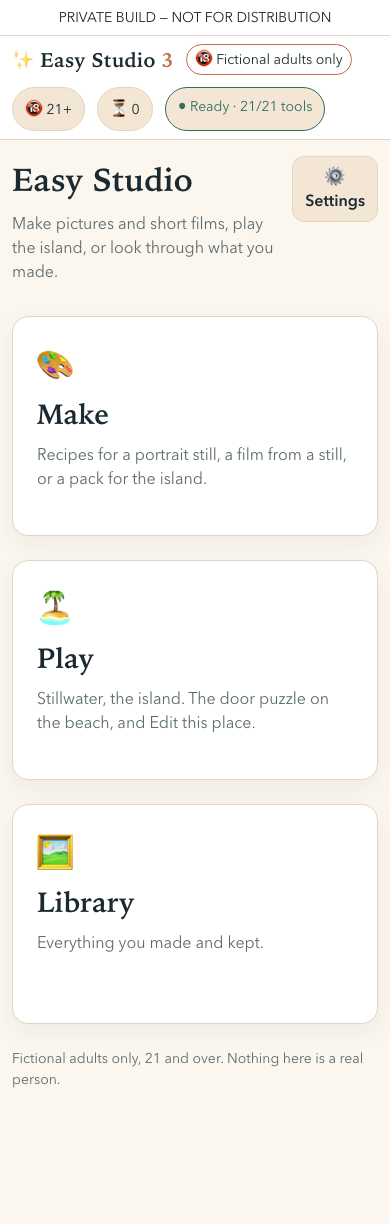 PRIVATE BUILD — NOT FOR DISTRIBUTION
✨ Easy Studio 3
🔞 Fictional adults only
🔞 21+
⏳ 0
● Ready · 21/21 tools
Easy Studio
⚙️ Settings
Make pictures and short films, play
the island, or look through what you
made.
Make
Recipes for a portrait still, a film from a still,
or a pack for the island.
Play
Stillwater, the island. The door puzzle on
the beach, and Edit this place.
Library
Everything you made and kept.
Fictional adults only, 21 and over. Nothing here is a real
person.